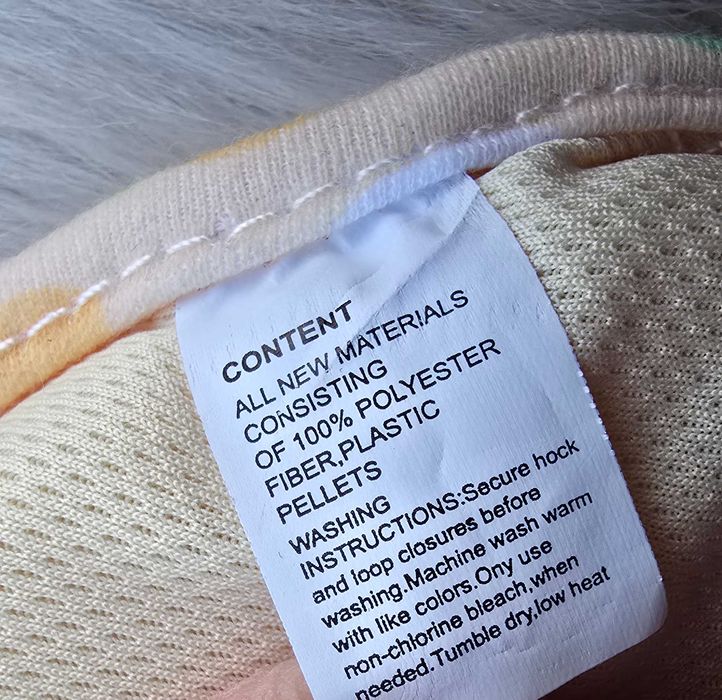 CONTENT
ALL NEW MATERIALS
CONSISTING
OF 100% POLYESTER
FIBER,PLASTIC
PELLETS
WASHING
INSTRUCTIONS:Secure hock
and loop closures before
washing.Machine wash warm
with like colors.Ony use
non-chlorine bleach,when
needed.Tumble dry,low heat